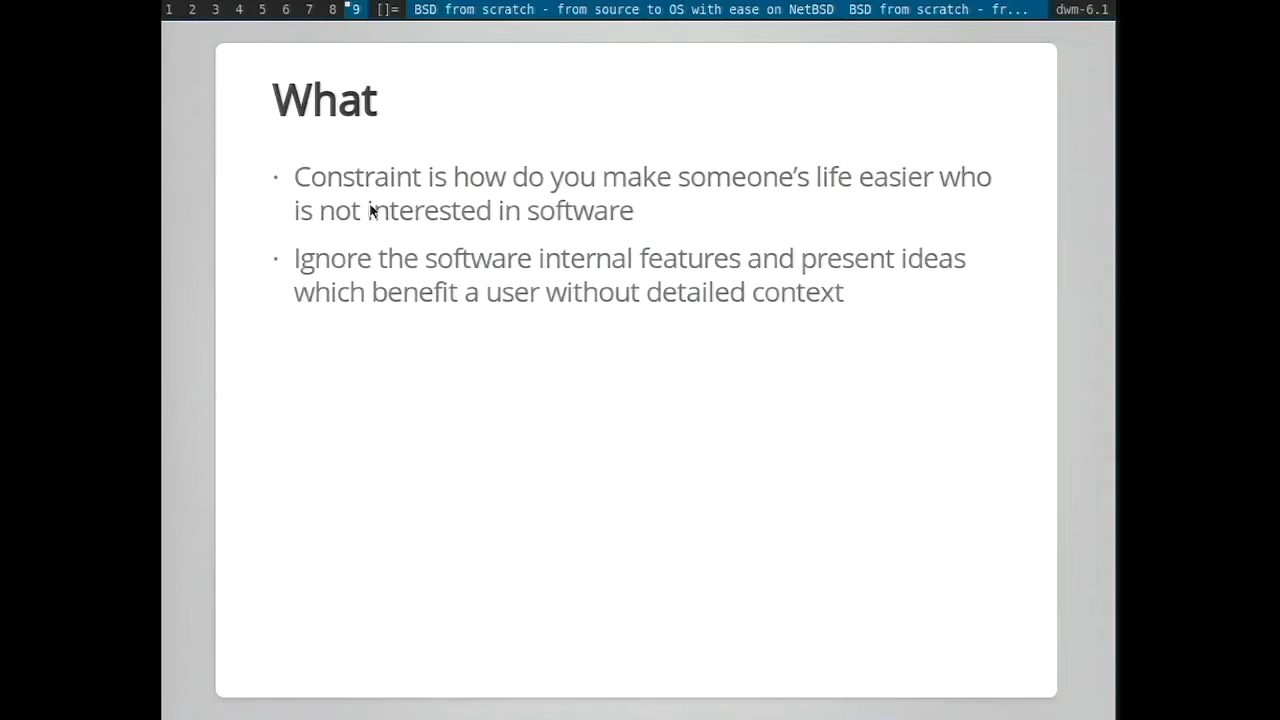 1 2 3 4 5 6 7 8 9 []= BSD from scratch - from source to OS with ease on NetBSD BSD from scratch - fr... dwm-6.1
What
· Constraint is how do you make someone’s life easier who
is not interested in software
· Ignore the software internal features and present ideas
which benefit a user without detailed context